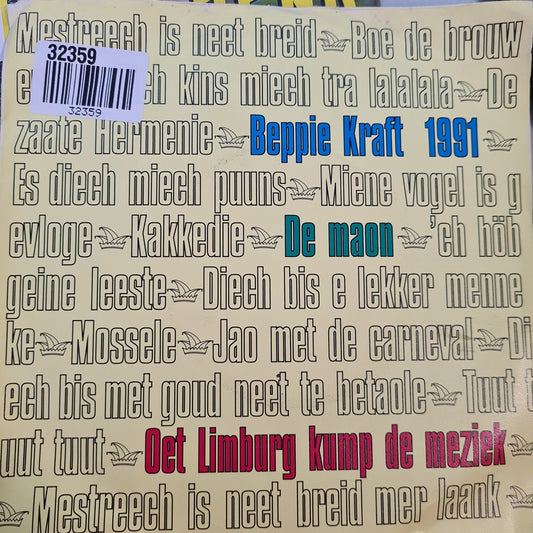 Mestreech is neet breid Boe de brouw
32359
e ch kins miech tra lalalala De
32359
zaate Hermenie Beppie Kraft 1991
Es diech miech puuns Miene vogel is g
evloge Kakkedie De maon 'ch höb
geine leeste Diech bis e lekker menne
ke Mossele Jao met de carneval Di
ech bis met goud neet te betaole Tuut t
uut tuut Oet Limburg kump de meziek
Mestreech is neet breid mer laank